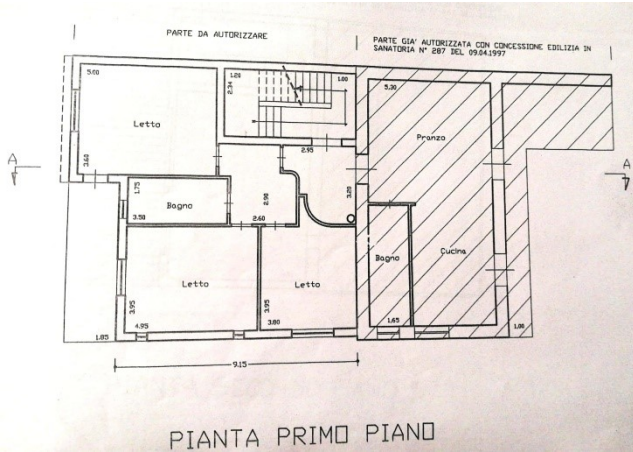 PARTE DA AUTORIZZARE
PARTE GIA' AUTORIZZATA CON CONCESSIONE EDILIZIA IN
SANATORIA N° 287 DEL 09.04.1997
5.00
1.20
1.00
2.34
5.30
Letto
Pranzo
2.95
A
A
3.60
1.75
2.90
3.20
Bagno
3.50
2.60
Letto
Letto
Bagno
Cucina
3.95
3.95
4.95
3.80
1.65
1.00
1.85
9.15
PIANTA PRIMO PIANO